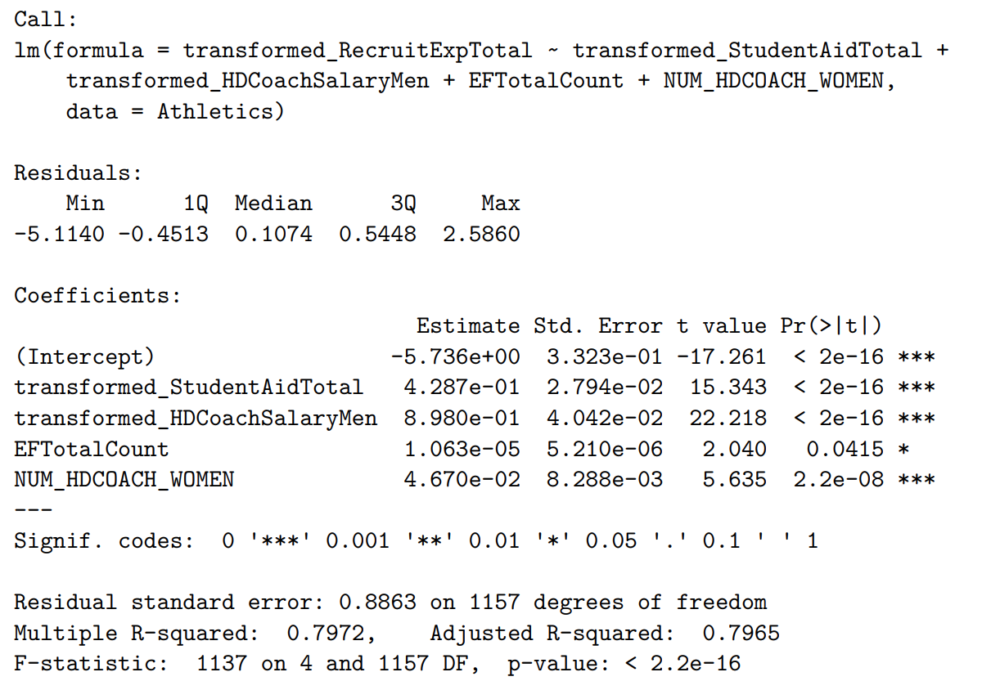 Call:
lm(formula = transformed_RecruitExpTotal ~ transformed_StudentAidTotal +
    transformed_HDCoachSalaryMen + EFTotalCount + NUM_HDCOACH_WOMEN,
    data = Athletics)

Residuals:
    Min      1Q  Median      3Q     Max
-5.1140 -0.4513  0.1074  0.5448  2.5860

Coefficients:
                               Estimate Std. Error t value Pr(>|t|)
(Intercept)                  -5.736e+00  3.323e-01 -17.261  < 2e-16 ***
transformed_StudentAidTotal   4.287e-01  2.794e-02  15.343  < 2e-16 ***
transformed_HDCoachSalaryMen  8.980e-01  4.042e-02  22.218  < 2e-16 ***
EFTotalCount                  1.063e-05  5.210e-06   2.040   0.0415 *
NUM_HDCOACH_WOMEN             4.670e-02  8.288e-03   5.635  2.2e-08 ***
---
Signif. codes:  0 '***' 0.001 '**' 0.01 '*' 0.05 '.' 0.1 ' ' 1

Residual standard error: 0.8863 on 1157 degrees of freedom
Multiple R-squared:  0.7972,    Adjusted R-squared:  0.7965
F-statistic:  1137 on 4 and 1157 DF,  p-value: < 2.2e-16